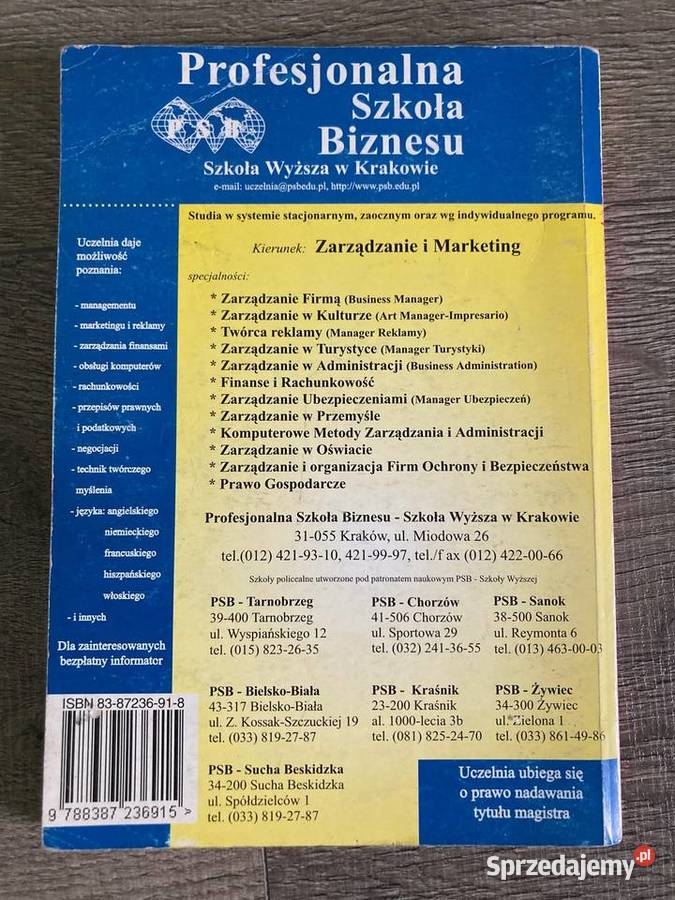 Profesjonalna
Szkoła
Biznesu
P S B
Szkoła Wyższa w Krakowie
e-mail: uczelnia@psbedu.pl, http://www.psb.edu.pl
Studia w systemie stacjonarnym, zaocznym oraz wg indywidualnego programu.
Kierunek: Zarządzanie i Marketing
specjalności:
* Zarządzanie Firmą (Business Manager)
* Zarządzanie w Kulturze (Art Manager-Impresario)
* Twórca reklamy (Manager Reklamy)
* Zarządzanie w Turystyce (Manager Turystyki)
* Zarządzanie w Administracji (Business Administration)
* Finanse i Rachunkowość
* Zarządzanie Ubezpieczeniami (Manager Ubezpieczeń)
* Zarządzanie w Przemyśle
* Komputerowe Metody Zarządzania i Administracji
* Zarządzanie w Oświacie
* Zarządzanie i organizacja Firm Ochrony i Bezpieczeństwa
* Prawo Gospodarcze
Uczelnia daje
możliwość
poznania:
- managementu
- marketingu i reklamy
- zarządzania finansami
- obsługi komputerów
- rachunkowości
- przepisów prawnych
i podatkowych
- negocjacji
- technik twórczego
myślenia
- języka: angielskiego
niemieckiego
francuskiego
hiszpańskiego
włoskiego
- i innych
Dla zainteresowanych
bezpłatny informator
Profesjonalna Szkoła Biznesu - Szkoła Wyższa w Krakowie
31-055 Kraków, ul. Miodowa 26
tel.(012) 421-93-10, 421-99-97, tel./f ax (012) 422-00-66
Szkoły policealne utworzone pod patronatem naukowym PSB - Szkoły Wyższej
PSB - Tarnobrzeg
39-400 Tarnobrzeg
ul. Wyspiańskiego 12
tel. (015) 823-26-35
PSB - Chorzów
41-506 Chorzów
ul. Sportowa 29
tel. (032) 241-36-55
PSB - Sanok
38-500 Sanok
ul. Reymonta 6
tel. (013) 463-00-03
PSB - Bielsko-Biała
43-317 Bielsko-Biała
ul. Z. Kossak-Szczuckiej 19
tel. (033) 819-27-87
PSB - Kraśnik
23-200 Kraśnik
al. 1000-lecia 3b
tel. (081) 825-24-70
PSB - Żywiec
34-300 Żywiec
ul. Zielona 1
tel. (033) 861-49-86
PSB - Sucha Beskidzka
34-200 Sucha Beskidzka
ul. Spółdzielców 1
tel. (033) 819-27-87
ISBN 83-87236-91-8
9 788387 236915 >
Uczelnia ubiega się
o prawo nadawania
tytułu magistra
Sprzedajemy.pl